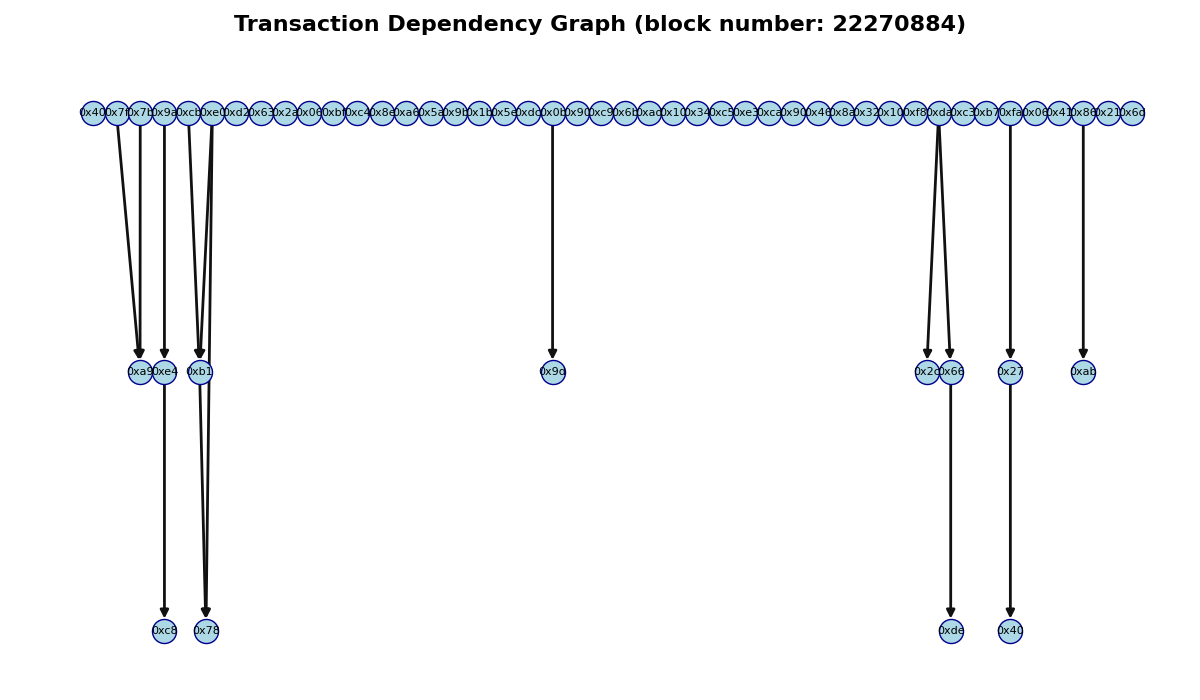 Transaction Dependency Graph (block number: 22270884)
0x40 0x7f 0x7b 0x9a 0xcb 0xe0 0xd2 0x63 0x2a 0x06 0xbf 0xc4 0x8e 0xa6 0x5a 0x9b 0x1b 0x5e 0xdc 0x0b 0x90 0xc9 0x6b 0xac 0x10 0x34 0xc5 0xe3 0xca 0x90 0x46 0x8a 0x32 0x10 0xf8 0xda 0xc3 0xb7 0xfa 0x06 0x41 0x86 0x21 0x6d
0xa9 0xe4 0xb1 0x9d 0x2d 0x66 0x27 0xab
0xc8 0x78 0xde 0x40